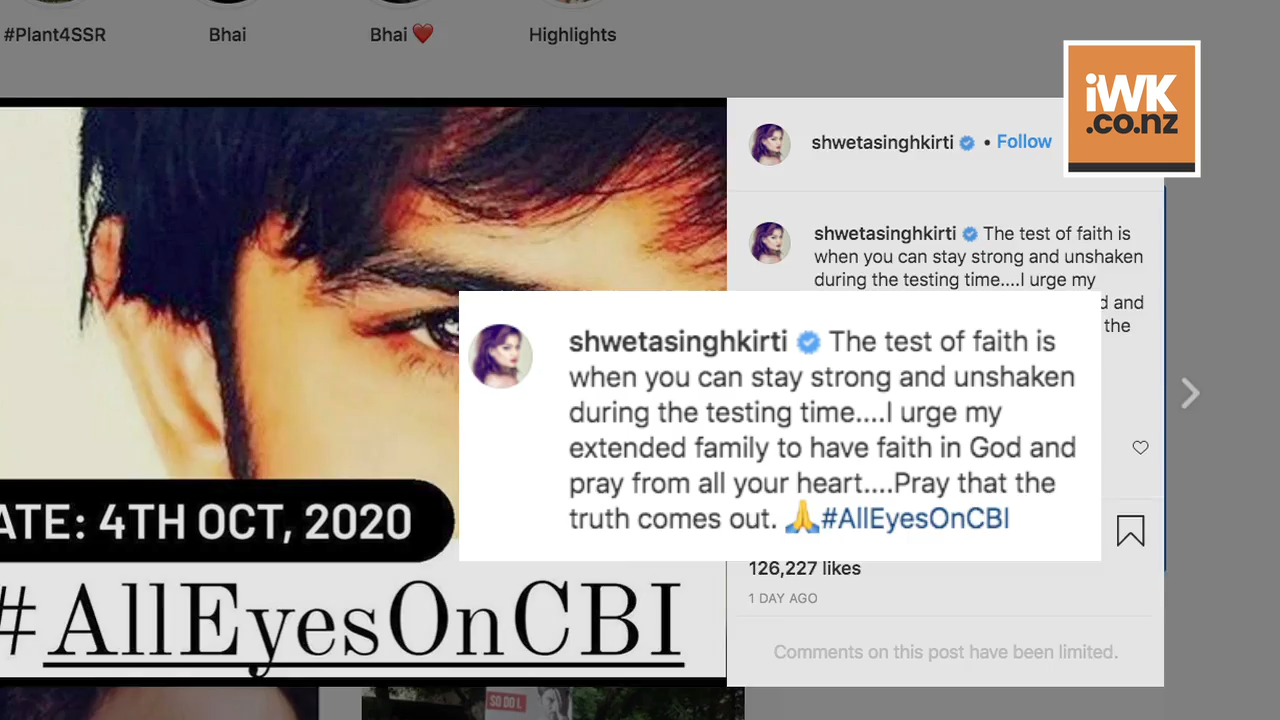 #Plant4SSR
Bhai
Bhai ❤️
Highlights
iWK
.co.nz
shwetasinghkirti • Follow
shwetasinghkirti The test of faith is
when you can stay strong and unshaken
during the testing time....I urge my
d and
the
shwetasinghkirti The test of faith is
when you can stay strong and unshaken
during the testing time....I urge my
extended family to have faith in God and
pray from all your heart....Pray that the
truth comes out. 🙏#AllEyesOnCBI
ATE: 4TH OCT, 2020
#AllEyesOnCBI
126,227 likes
1 DAY AGO
Comments on this post have been limited.
SO DO I.